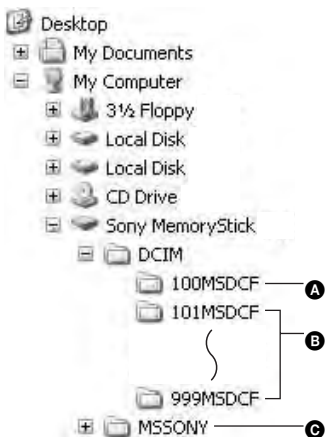 Desktop
My Documents
My Computer
3½ Floppy
Local Disk
Local Disk
CD Drive
Sony MemoryStick
DCIM
100MSDCF A
101MSDCF
B
999MSDCF
MSSONY C